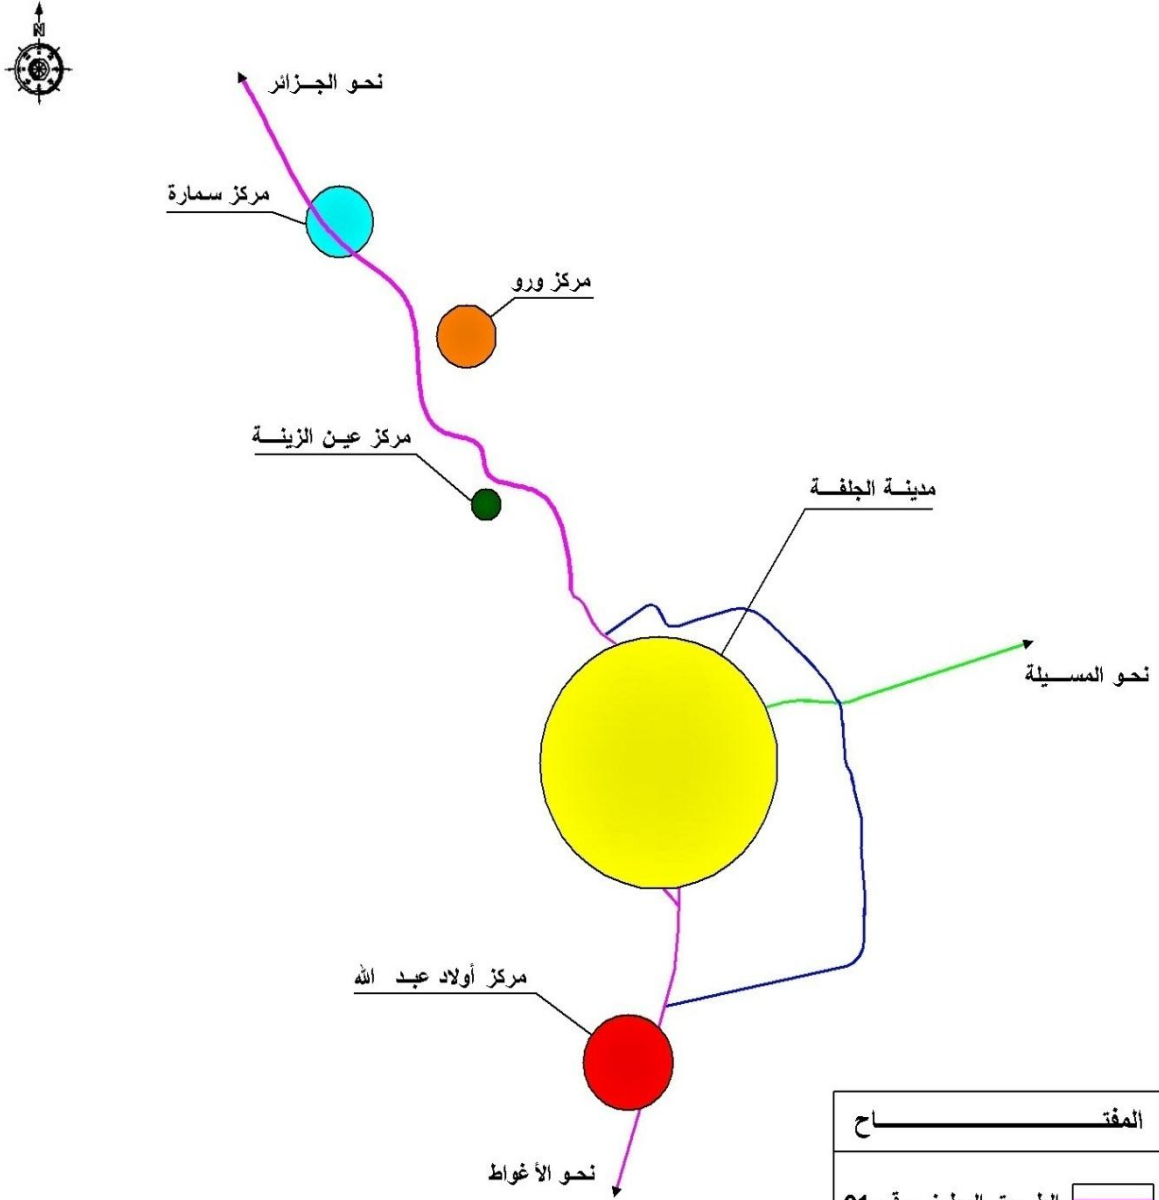 N
نحو الجزائر
مركز سمارة
مركز ورو
مركز عين الزينة
مدينة الجلفة
نحو المسيلة
مركز أولاد عبد الله
المفتاح
نحو الأغواط
01